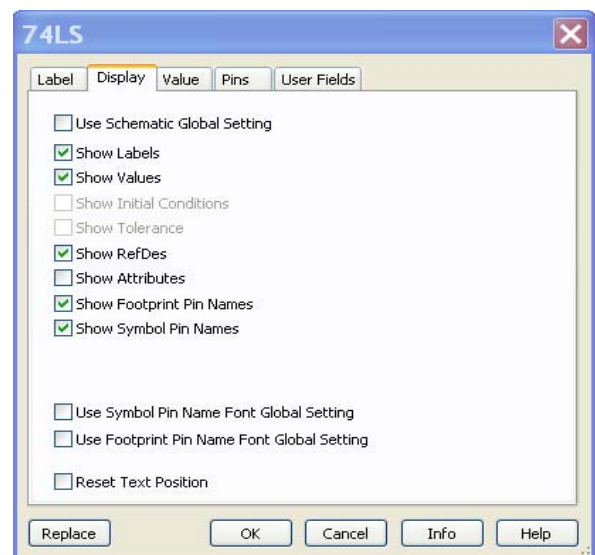 74LS
Label Display Value Pins User Fields
Use Schematic Global Setting
Show Labels
Show Values
Show Initial Conditions
Show Tolerance
Show RefDes
Show Attributes
Show Footprint Pin Names
Show Symbol Pin Names
Use Symbol Pin Name Font Global Setting
Use Footprint Pin Name Font Global Setting
Reset Text Position
Replace OK Cancel Info Help